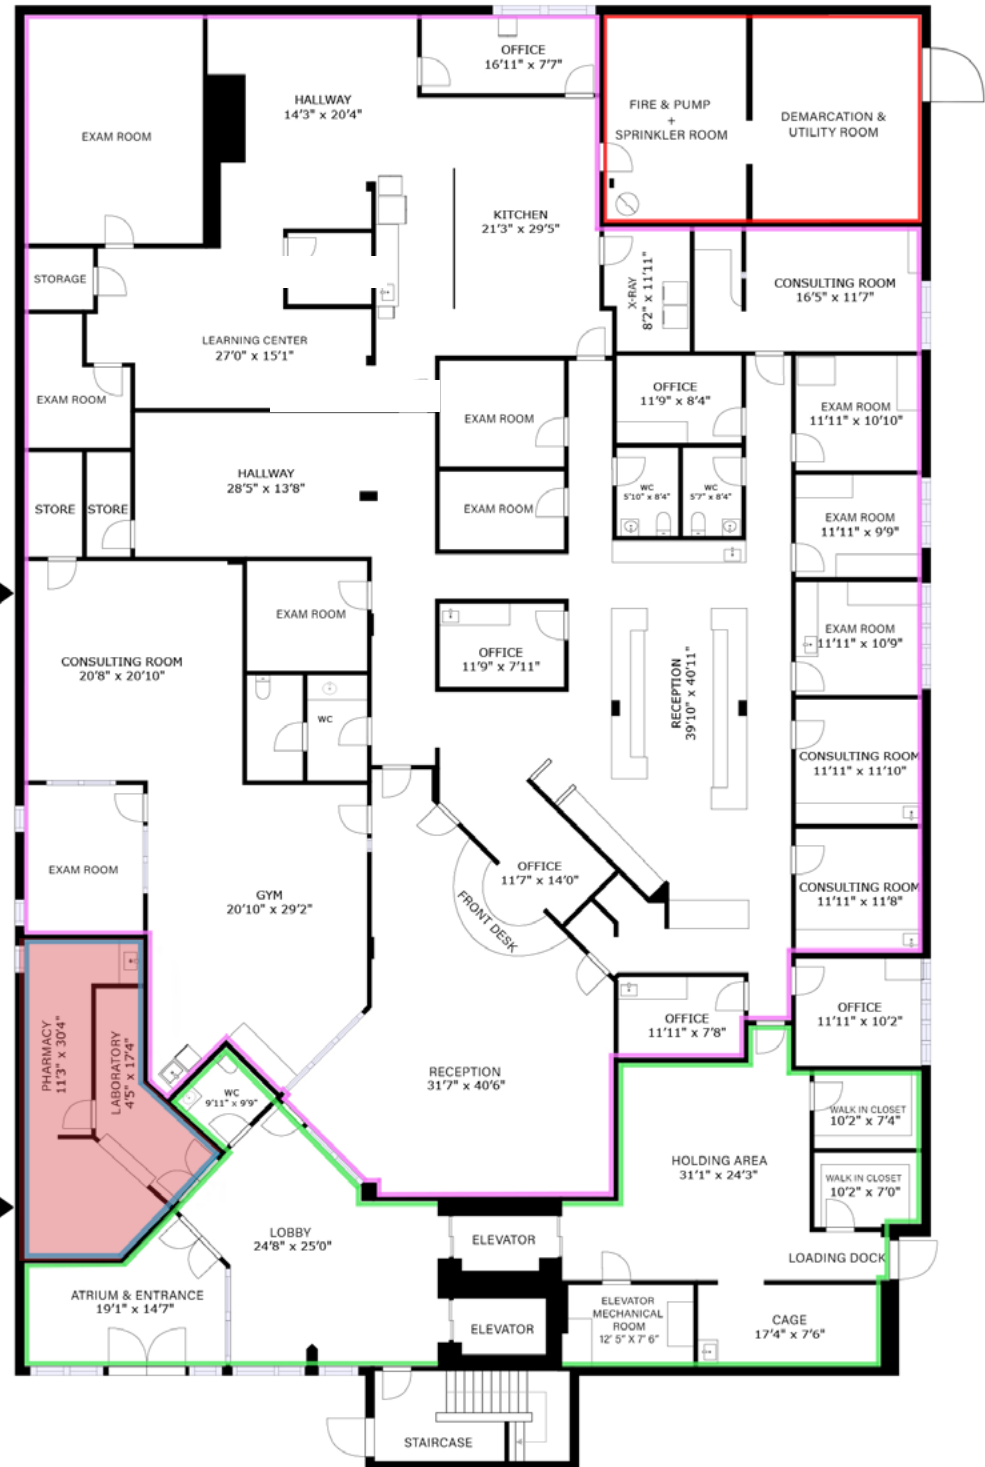 OFFICE
16'11" x 7'7"
HALLWAY
14'3" x 20'4"
EXAM ROOM
FIRE & PUMP
+
SPRINKLER ROOM
DEMARCATION &
UTILITY ROOM
KITCHEN
21'3" x 29'5"
STORAGE
X-RAY
8'2" x 11'11"
CONSULTING ROOM
16'5" x 11'7"
LEARNING CENTER
27'0" x 15'1"
EXAM ROOM
OFFICE
11'9" x 8'4"
EXAM ROOM
11'11" x 10'10"
EXAM ROOM
HALLWAY
28'5" x 13'8"
STORE
STORE
EXAM ROOM
WC
5'10" x 8'4"
WC
5'7" x 8'4"
EXAM ROOM
11'11" x 9'9"
EXAM ROOM
EXAM ROOM
11'11" x 10'9"
CONSULTING ROOM
20'8" x 20'10"
OFFICE
11'9" x 7'11"
RECEPTION
39'10" x 40'11"
WC
CONSULTING ROOM
11'11" x 11'10"
EXAM ROOM
GYM
20'10" x 29'2"
OFFICE
11'7" x 14'0"
FRONT DESK
CONSULTING ROOM
11'11" x 11'8"
OFFICE
11'11" x 7'8"
OFFICE
11'11" x 10'2"
PHARMACY
11'3" x 30'4"
LABORATORY
4'5" x 17'4"
RECEPTION
31'7" x 40'6"
WC
9'11" x 9'9"
WALK IN CLOSET
10'2" x 7'4"
HOLDING AREA
31'1" x 24'3"
WALK IN CLOSET
10'2" x 7'0"
LOBBY
24'8" x 25'0"
ELEVATOR
LOADING DOCK
ATRIUM & ENTRANCE
19'1" x 14'7"
ELEVATOR
ELEVATOR
MECHANICAL
ROOM
12' 5" X 7' 6"
CAGE
17'4" x 7'6"
STAIRCASE